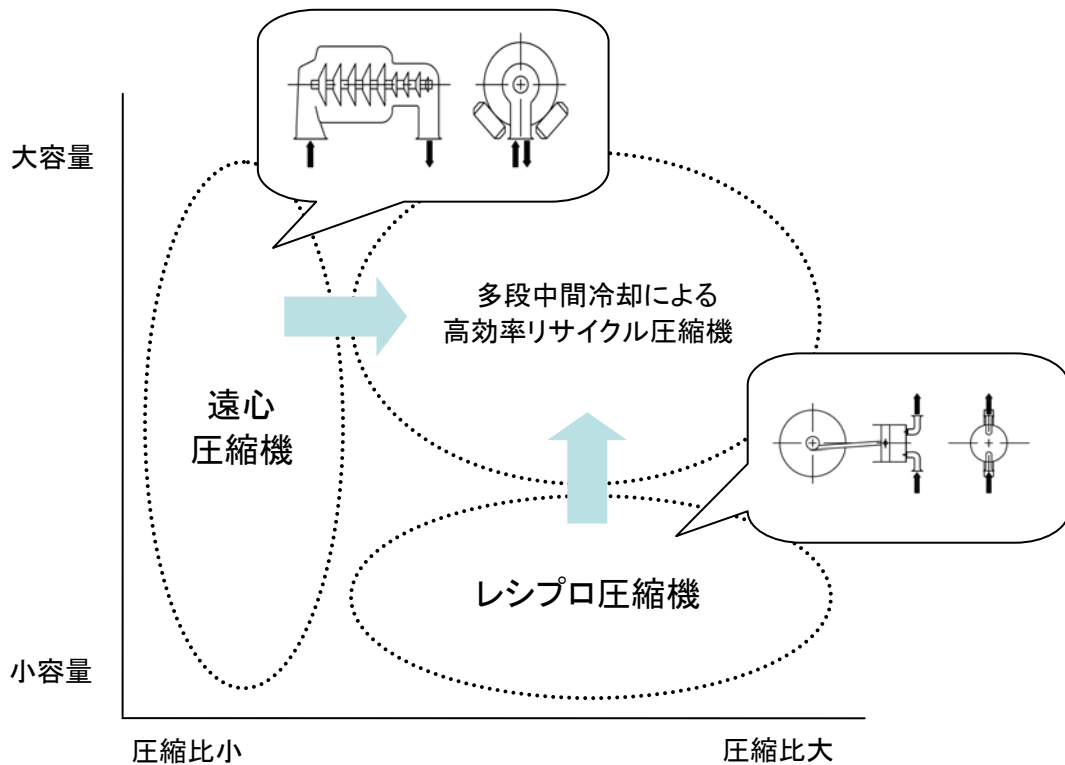 大容量
多段中間冷却による
高効率リサイクル圧縮機
遠心
圧縮機
レシプロ圧縮機
小容量
圧縮比小
圧縮比大